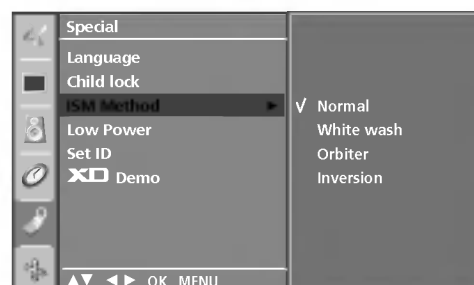 Special
Language
Child lock
ISM Method
Low Power
Set ID
XD Demo
OK MENU
Normal
White wash
Orbiter
Inversion